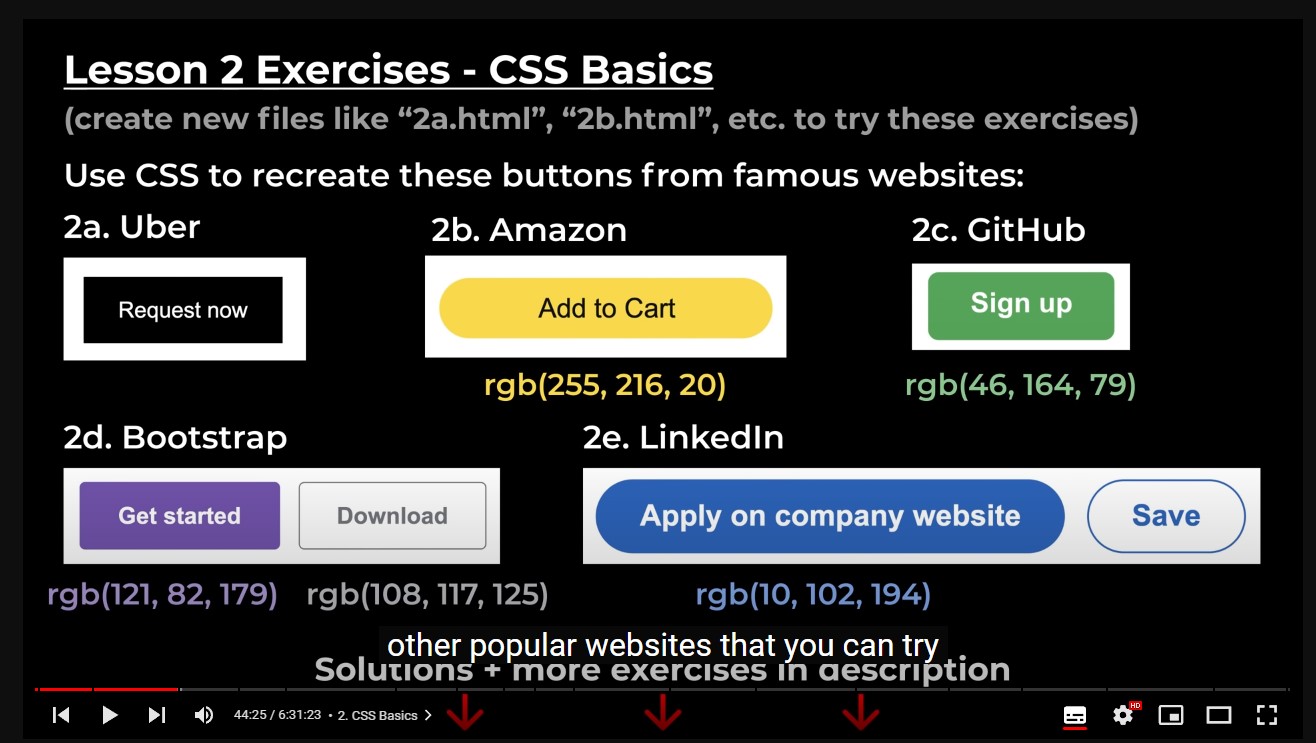 Lesson 2 Exercises - CSS Basics
(create new files like “2a.html”, “2b.html”, etc. to try these exercises)
Use CSS to recreate these buttons from famous websites:
2a. Uber
2b. Amazon
2c. GitHub
Request now
Add to Cart
Sign up
rgb(255, 216, 20)
rgb(46, 164, 79)
2d. Bootstrap
2e. LinkedIn
Get started
Download
Apply on company website
Save
rgb(121, 82, 179)
rgb(108, 117, 125)
rgb(10, 102, 194)
other popular websites that you can try
Solutions + more exercises in description
44:25 / 6:31:23 • 2. CSS Basics
HD